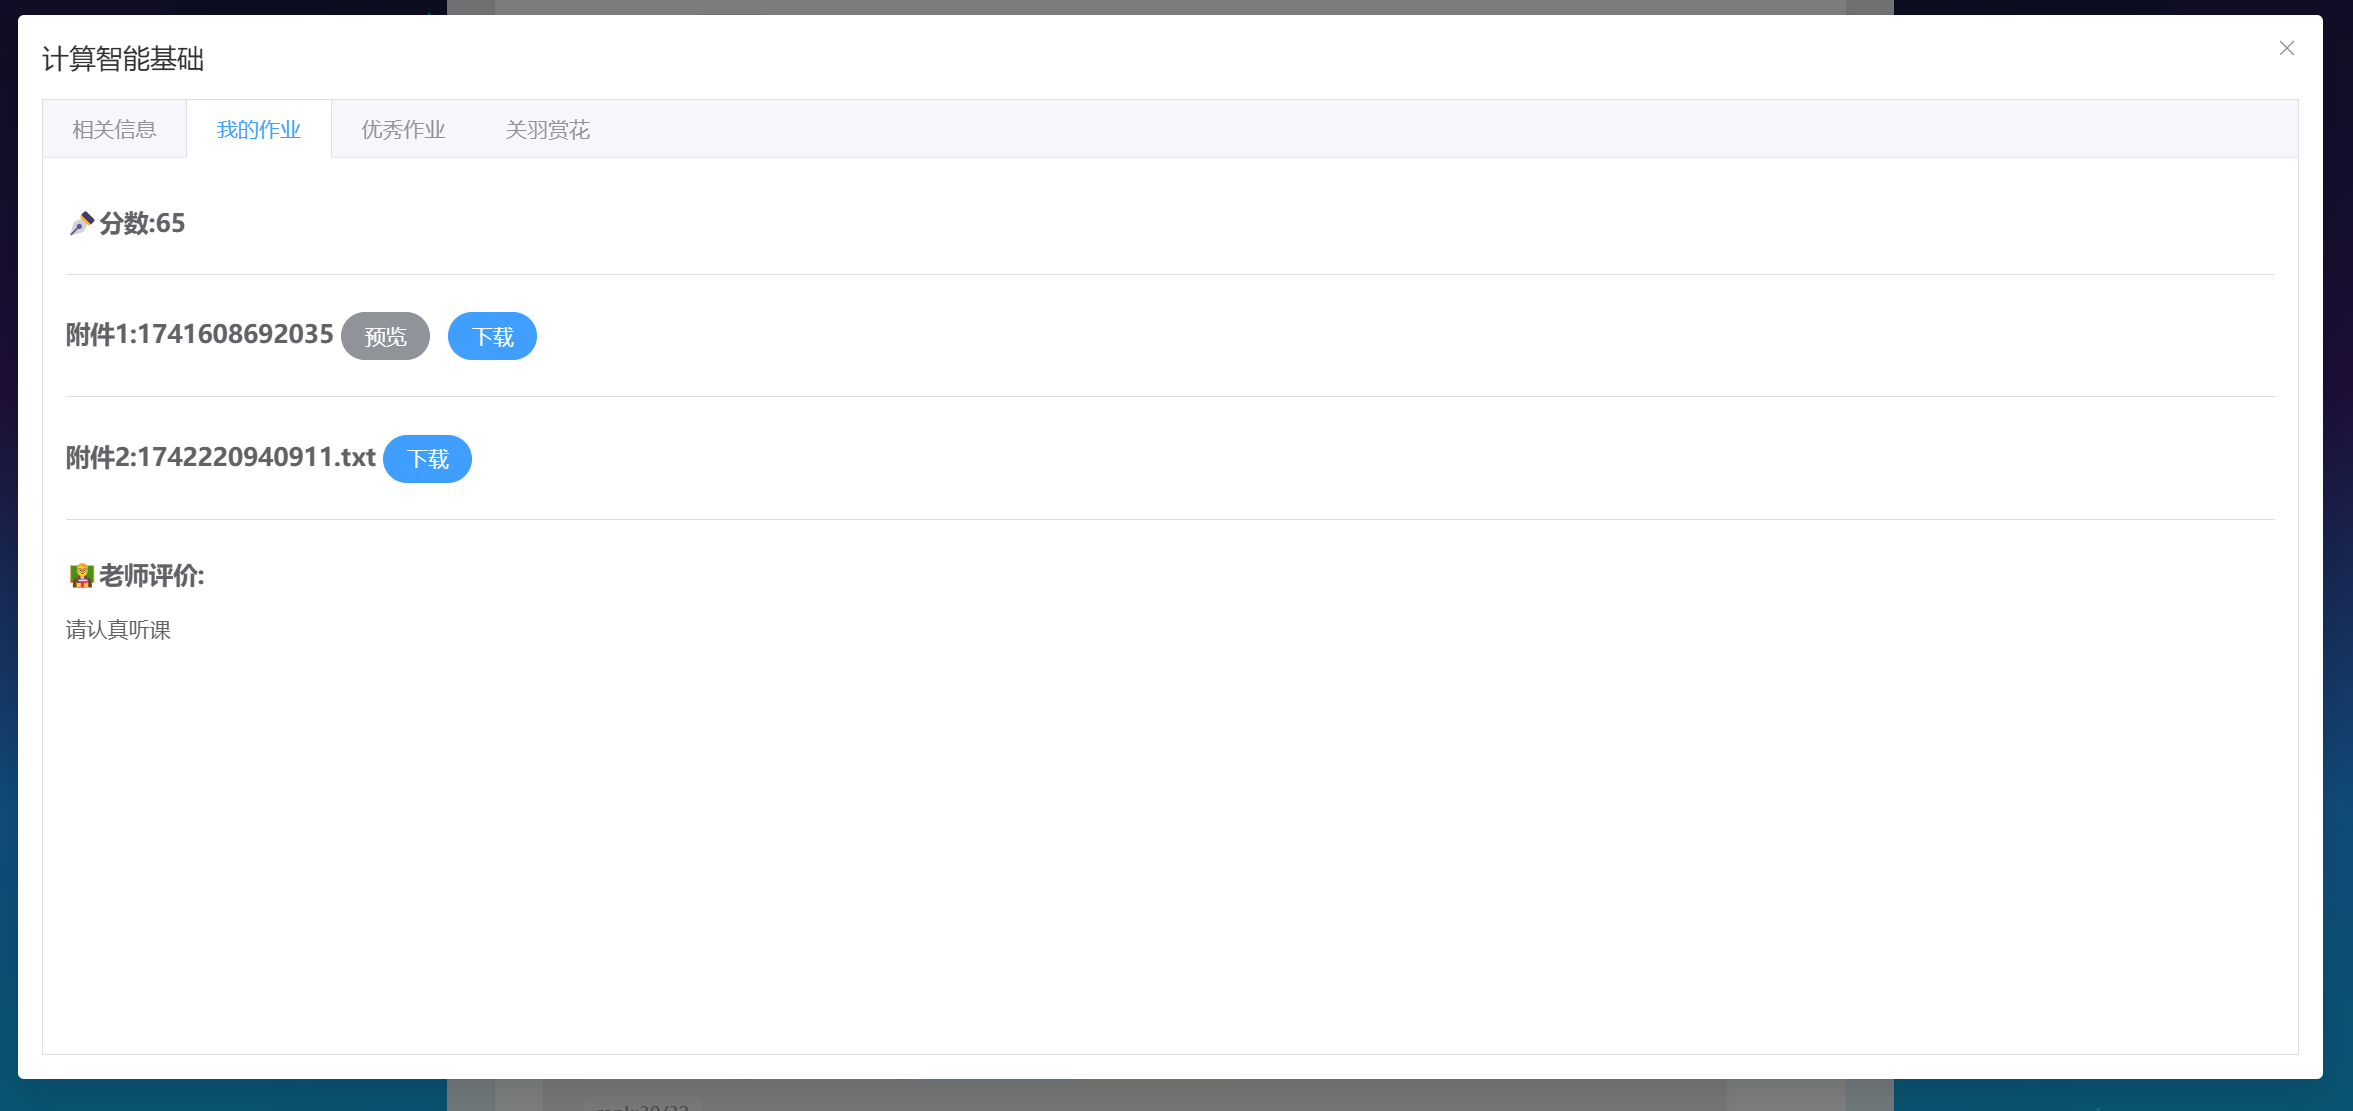 计算智能基础
相关信息 我的作业 优秀作业 关羽赏花
分数:65
附件1:1741608692035 预览 下载
附件2:1742220940911.txt 下载
老师评价:
请认真听课